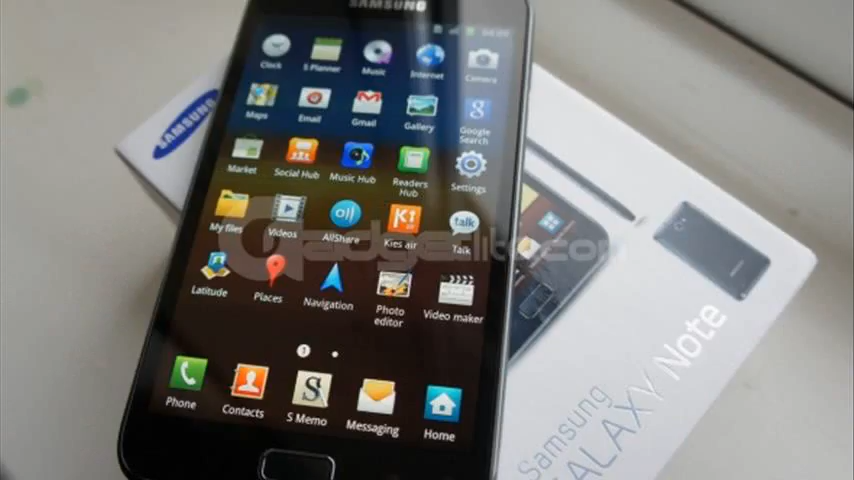 SAMSUNG
Clock
S Planner
Music
Internet
Camera
Maps
Email
Gmail
Gallery
Google
Search
Market
Social Hub
Music Hub
Readers
Hub
Settings
My files
Videos
AllShare
Kies air
talk
Talk
Latitude
Places
Navigation
Photo
editor
Video maker
1
Phone
Contacts
S Memo
Messaging
Home
SAMSUNG
Samsung
GALAXY Note